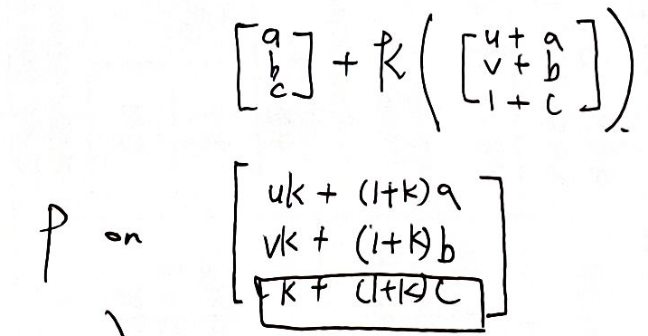 [a b c] + k ([u + a
v + b
-1 + c])
uk + (1+k)a
P on vk + (1+k)b
-k + (1+k)c